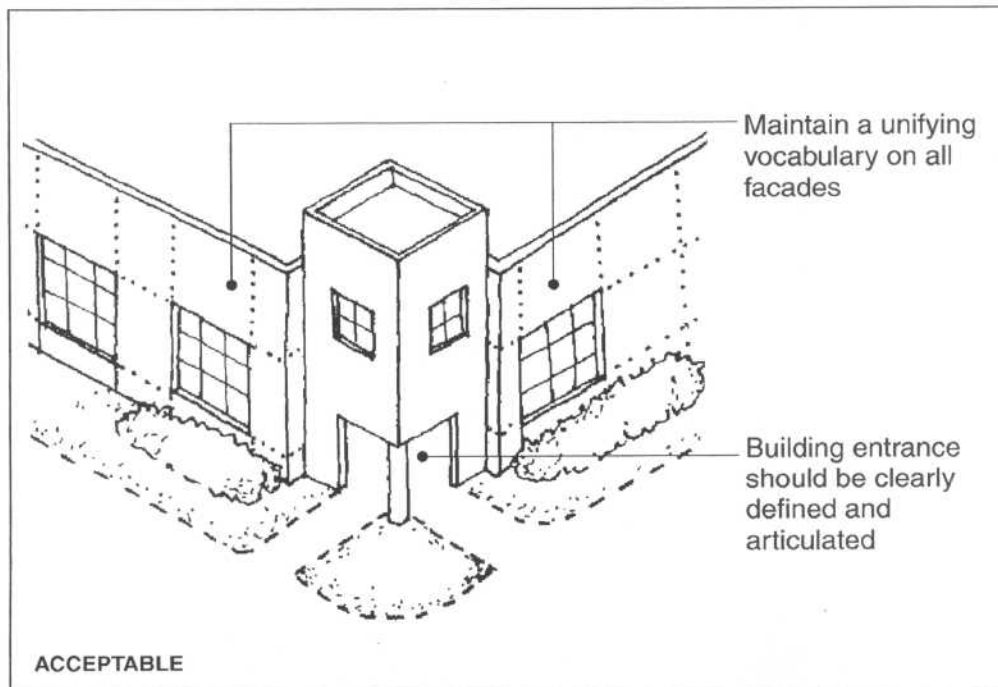 Maintain a unifying
vocabulary on all
facades
Building entrance
should be clearly
defined and
articulated
ACCEPTABLE